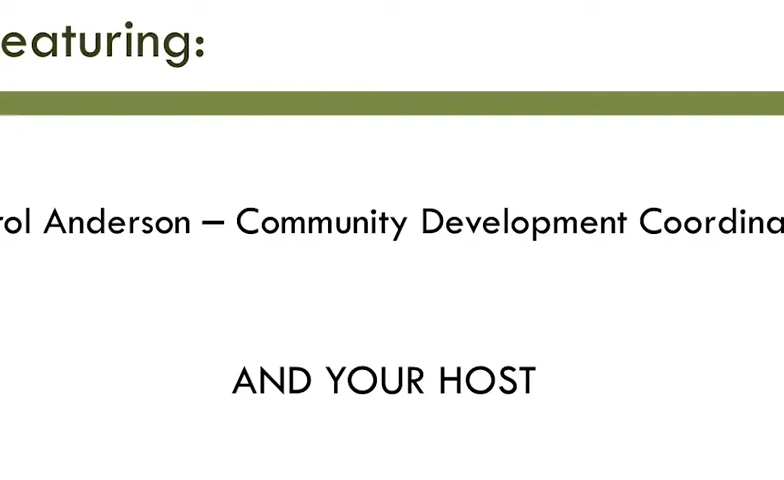 eaturing:
rol Anderson – Community Development Coordina
AND YOUR HOST